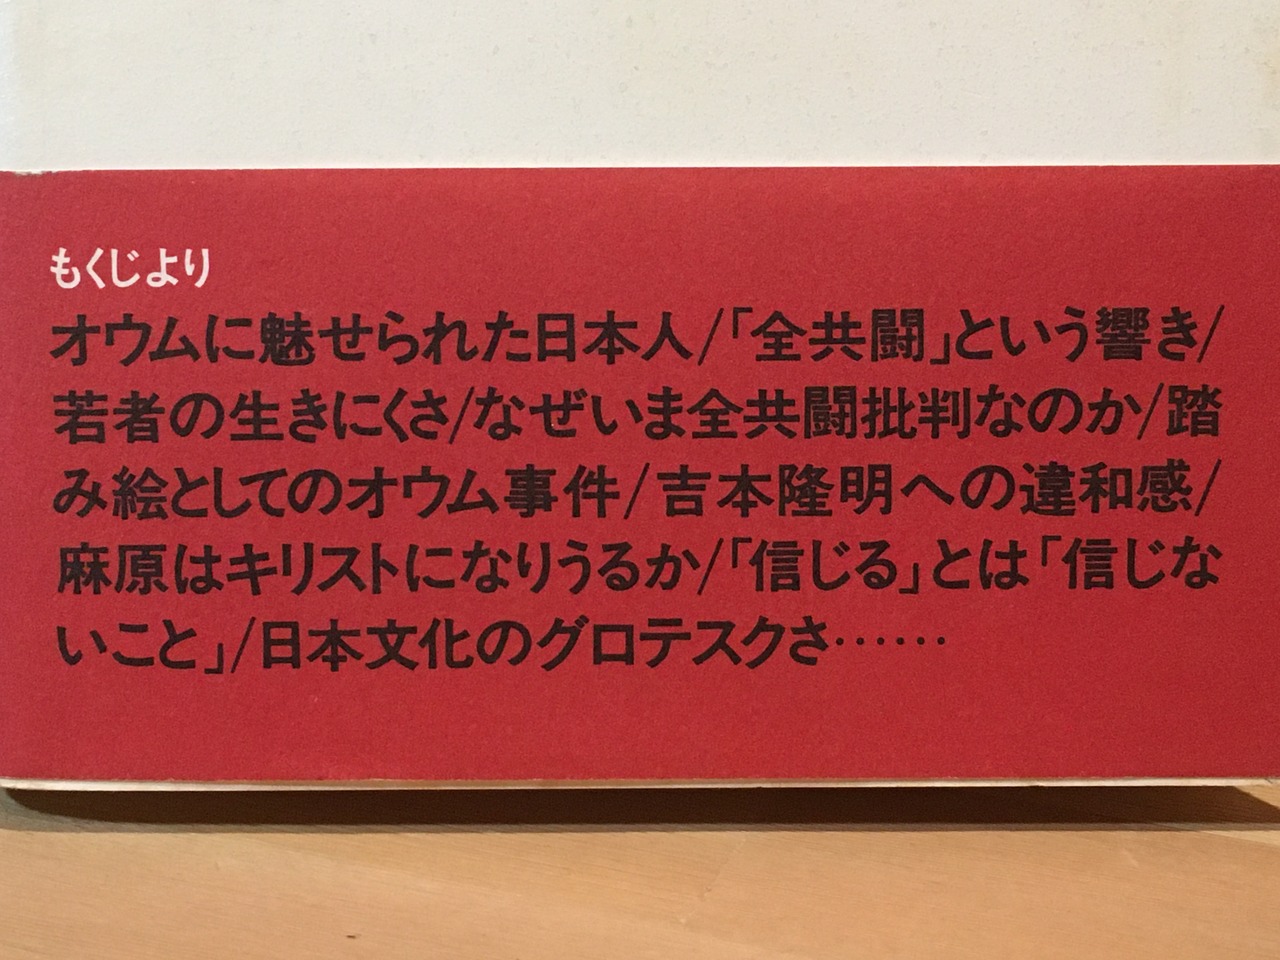 もくじより
オウムに魅せられた日本人/「全共闘」という響き/
若者の生きにくさ/なぜいま全共闘批判なのか/踏
み絵としてのオウム事件/吉本隆明への違和感/
麻原はキリストになりうるか/「信じる」とは「信じな
いこと」/日本文化のグロテスクさ……